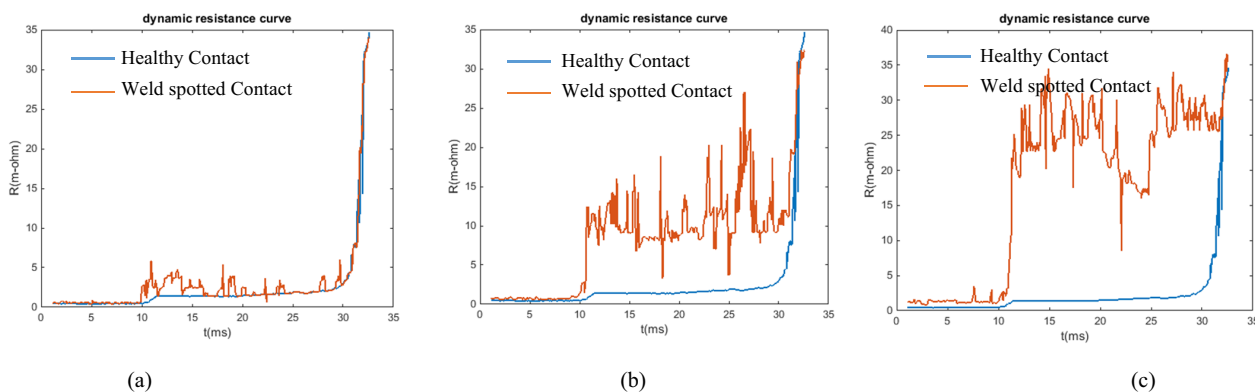 dynamic resistance curve
35
30
25
20
15
10
5
0
R(m-ohm)
Healthy Contact
Weld spotted Contact
0 5 10 15 20 25 30 35
t(ms)
(a)
dynamic resistance curve
35
30
25
20
15
10
5
0
R(m-ohm)
Healthy Contact
Weld spotted Contact
0 5 10 15 20 25 30 35
t(ms)
(b)
dynamic resistance curve
40
35
30
25
20
15
10
5
0
R(m-ohm)
Healthy Contact
Weld spotted Contact
0 5 10 15 20 25 30 35
t(ms)
(c)